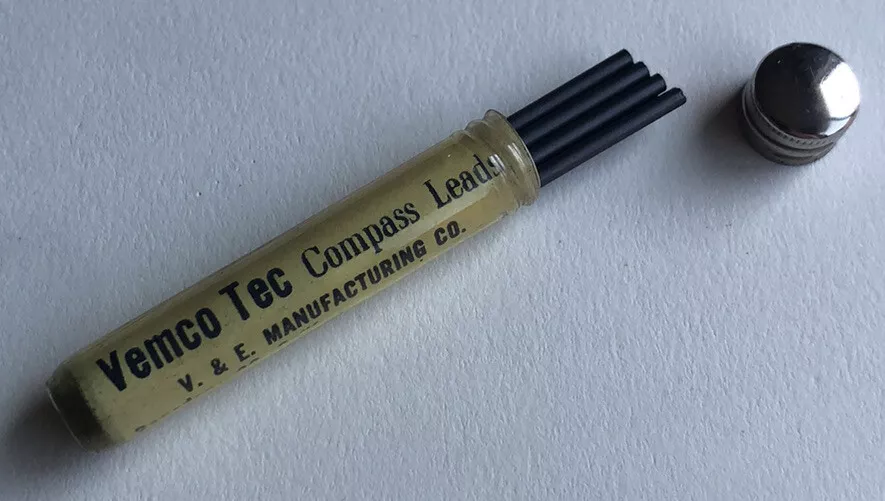 Vemco Tec Compass Leads
V. & E. MANUFACTURING CO.